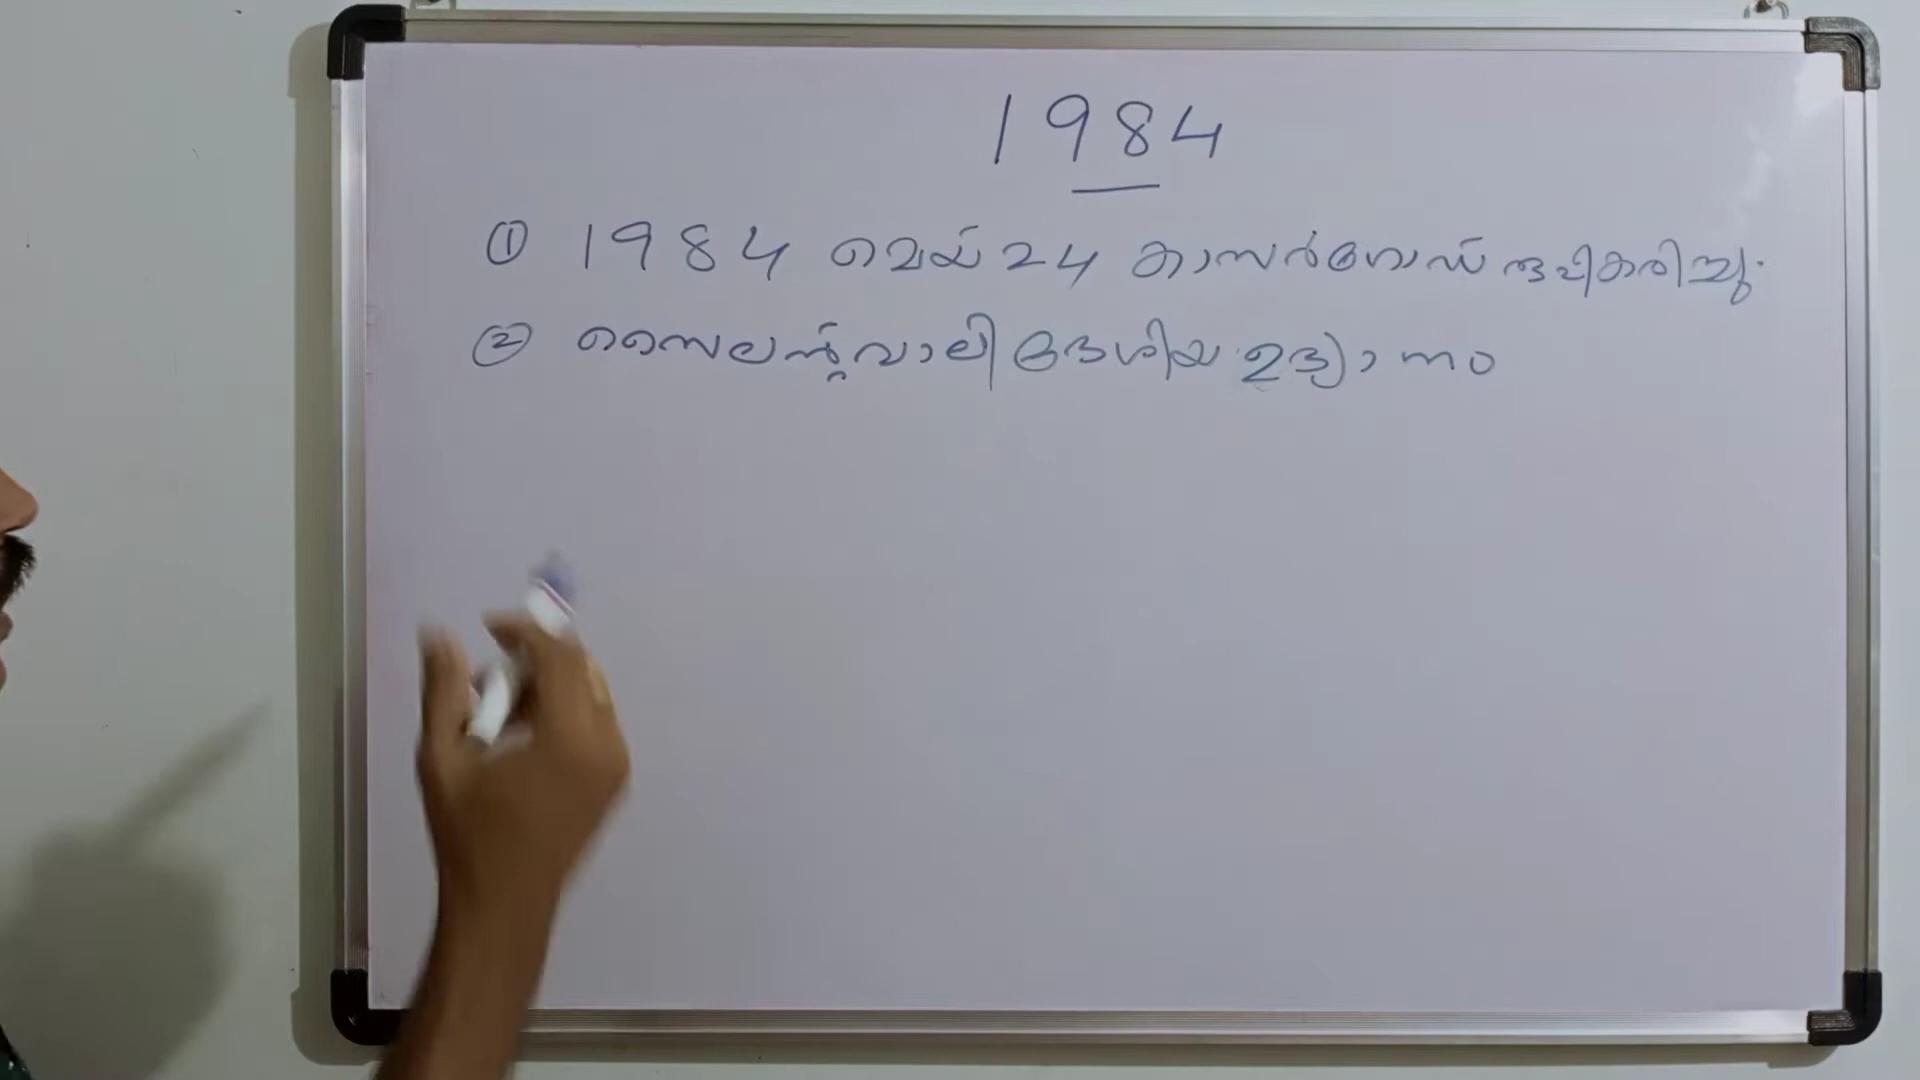 1984
① 1984 മെയ് 24 കാസർഗോഡ് രൂപികരിച്ചു.
② സൈലന്റ്‌വാലി ദേശിയ ഉദ്യാനം